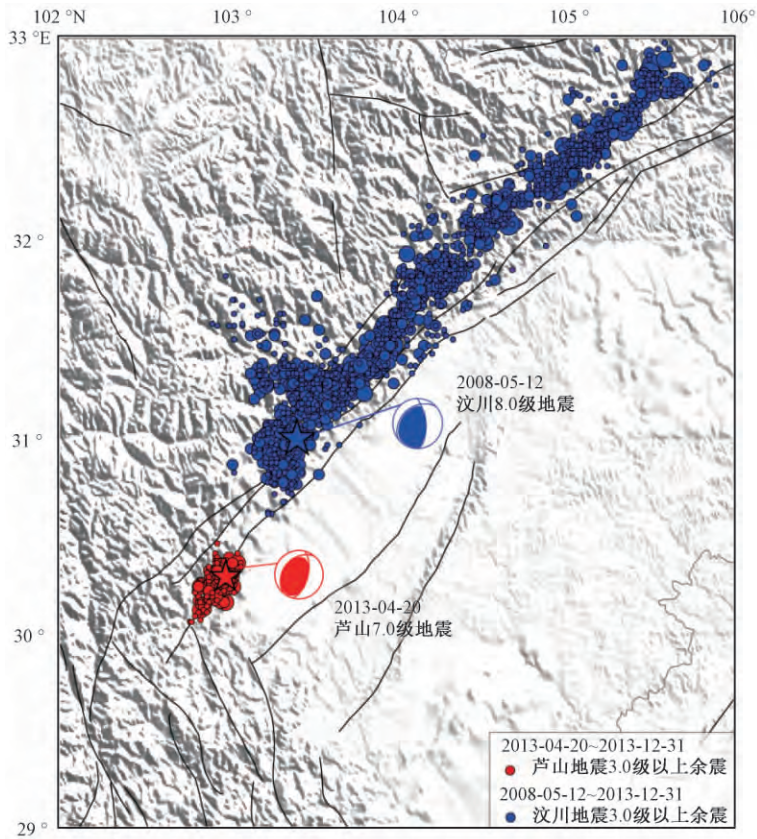 102 °N 103 ° 104 ° 105 ° 106°
33 °E
32 °
31 °
30 °
29 °
2008-05-12
汶川8.0级地震
2013-04-20
芦山7.0级地震
2013-04-20~2013-12-31
芦山地震3.0级以上余震
2008-05-12~2013-12-31
汶川地震3.0级以上余震